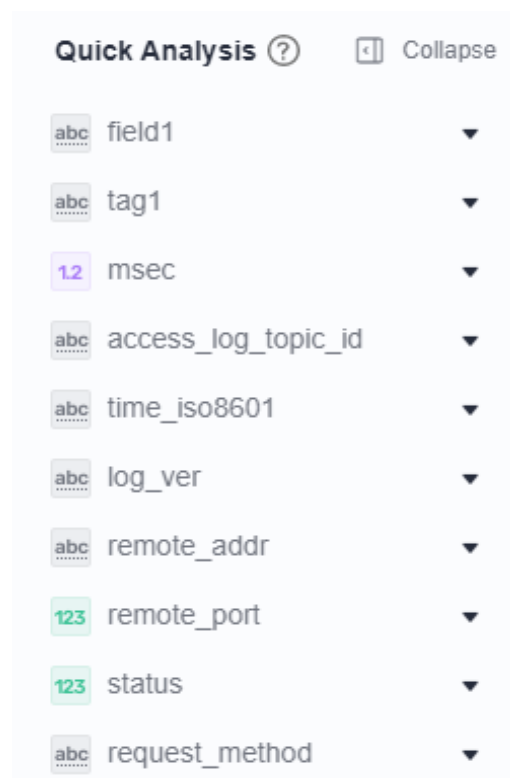 Quick Analysis ? Collapse
abc field1
abc tag1
1.2 msec
abc access_log_topic_id
abc time_iso8601
abc log_ver
abc remote_addr
123 remote_port
123 status
abc request_method